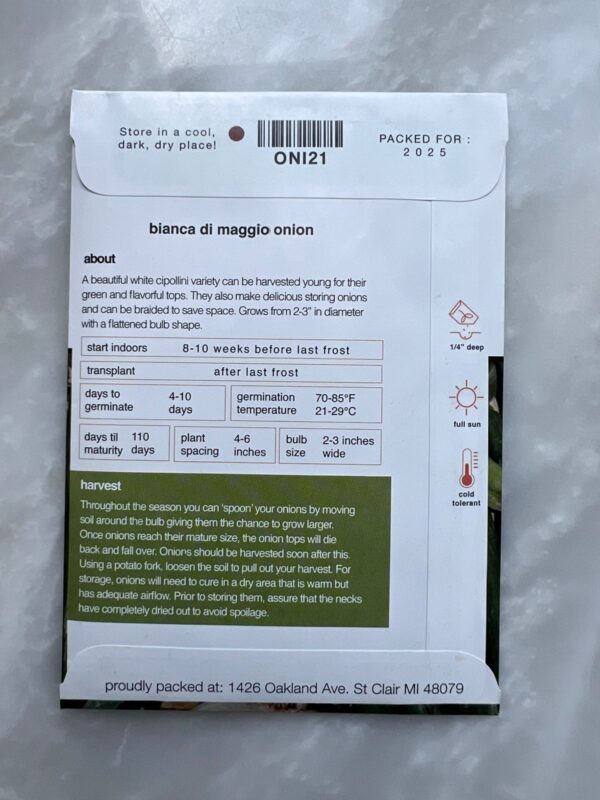 Store in a cool,
dark, dry place!
ONI21
PACKED FOR :
2025
bianca di maggio onion
about
A beautiful white cipollini variety can be harvested young for their
green and flavorful tops. They also make delicious storing onions
and can be braided to save space. Grows from 2-3" in diameter
with a flattened bulb shape.
start indoors 8-10 weeks before last frost
transplant after last frost
days to
germinate
4-10
days
germination
temperature
70-85°F
21-29°C
days til
maturity
110
days
plant
spacing
4-6
inches
bulb
size
2-3 inches
wide
1/4" deep
full sun
cold
tolerant
harvest
Throughout the season you can 'spoon' your onions by moving
soil around the bulb giving them the chance to grow larger.
Once onions reach their mature size, the onion tops will die
back and fall over. Onions should be harvested soon after this.
Using a potato fork, loosen the soil to pull out your harvest. For
storage, onions will need to cure in a dry area that is warm but
has adequate airflow. Prior to storing them, assure that the necks
have completely dried out to avoid spoilage.
proudly packed at: 1426 Oakland Ave. St Clair MI 48079